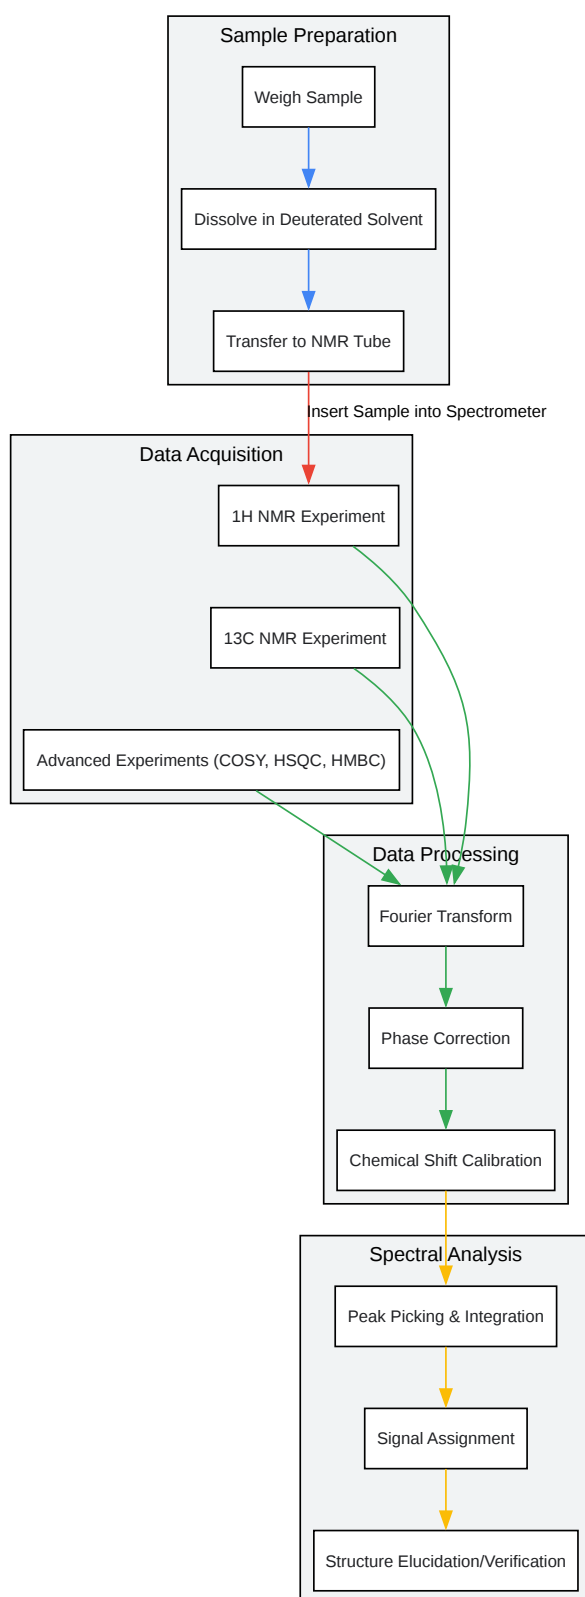 Sample Preparation
Weigh Sample
Dissolve in Deuterated Solvent
Transfer to NMR Tube
Insert Sample into Spectrometer
Data Acquisition
1H NMR Experiment
13C NMR Experiment
Advanced Experiments (COSY, HSQC, HMBC)
Data Processing
Fourier Transform
Phase Correction
Chemical Shift Calibration
Spectral Analysis
Peak Picking & Integration
Signal Assignment
Structure Elucidation/Verification